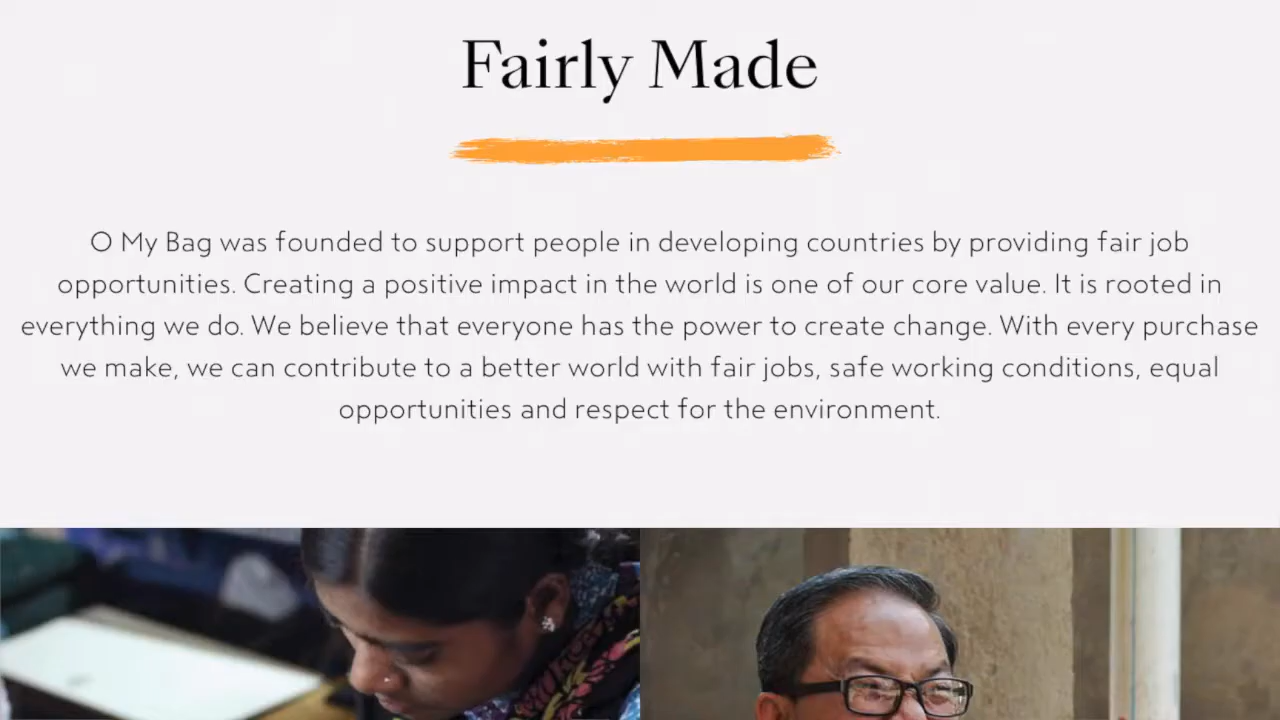 Fairly Made
O My Bag was founded to support people in developing countries by providing fair job
opportunities. Creating a positive impact in the world is one of our core value. It is rooted in
everything we do. We believe that everyone has the power to create change. With every purchase
we make, we can contribute to a better world with fair jobs, safe working conditions, equal
opportunities and respect for the environment.